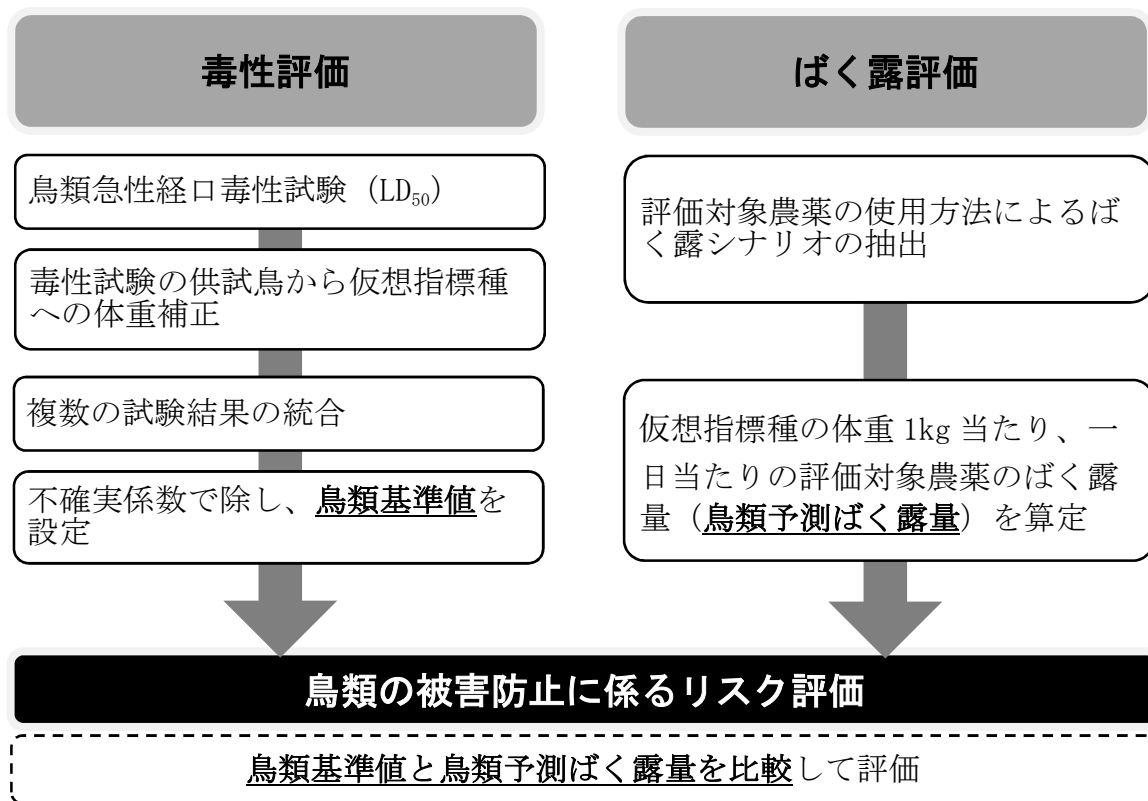 毒性評価
鳥類急性経口毒性試験（LD₅₀）
毒性試験の供試鳥から仮想指標種
への体重補正
複数の試験結果の統合
不確実係数で除し、鳥類基準値を
設定
ばく露評価
評価対象農薬の使用方法によるば
く露シナリオの抽出
仮想指標種の体重 1kg 当たり、一
日当たりの評価対象農薬のばく露
量（鳥類予測ばく露量）を算定
鳥類の被害防止に係るリスク評価
鳥類基準値と鳥類予測ばく露量を比較して評価